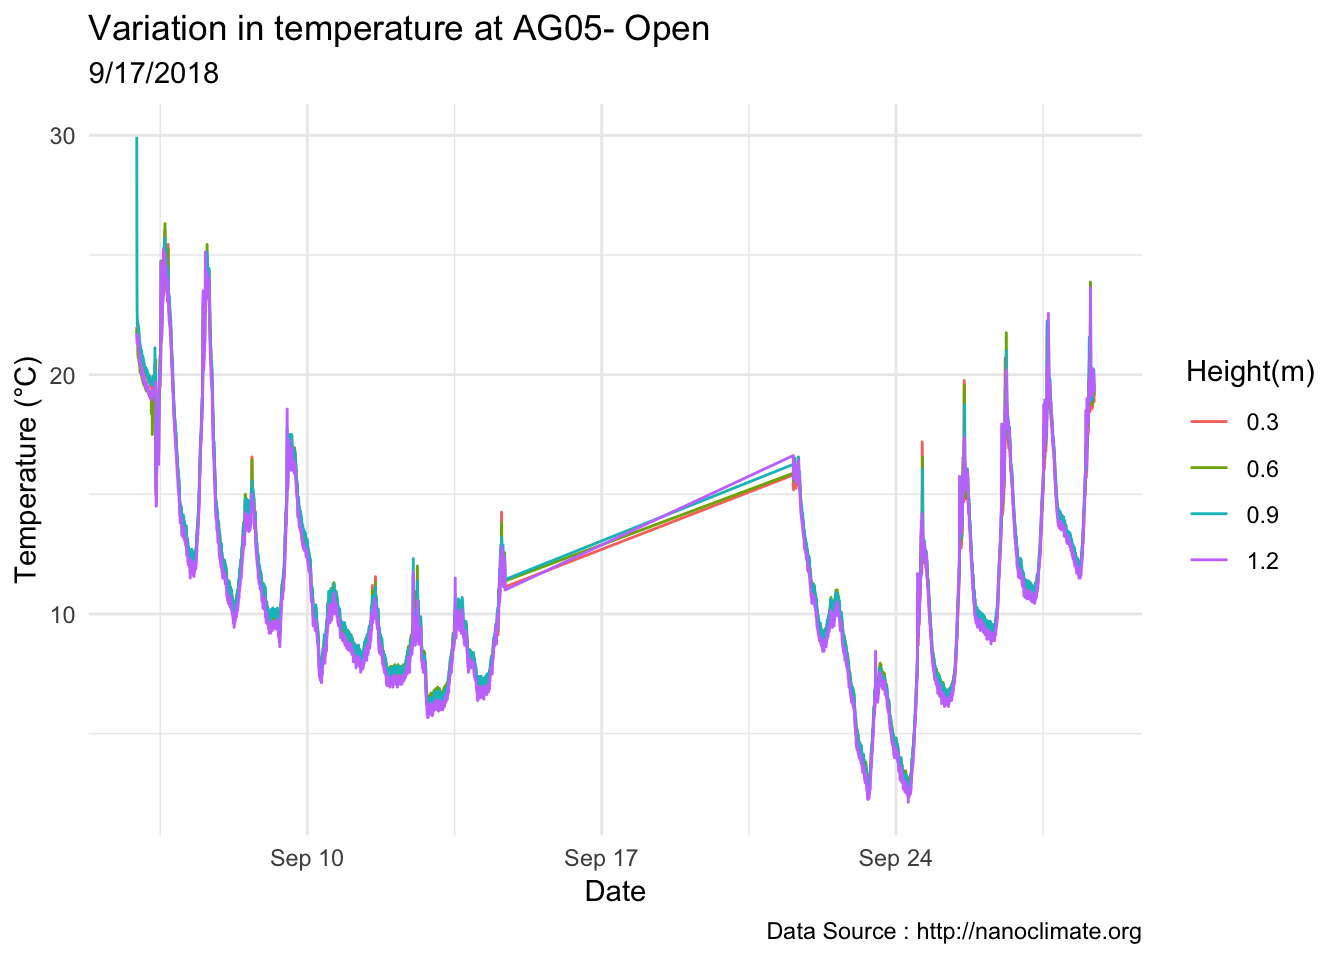 Variation in temperature at AG05- Open
9/17/2018
30
20
10
Temperature (°C)
Sep 10
Sep 17
Sep 24
Date
Height(m)
0.3
0.6
0.9
1.2
Data Source : http://nanoclimate.org